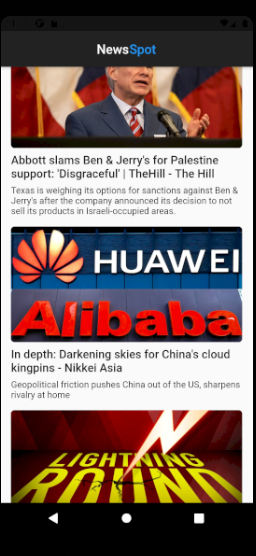 NewsSpot
Abbott slams Ben & Jerry's for Palestine
support: 'Disgraceful' | TheHill - The Hill
Texas is weighing its options for sanctions against Ben &
Jerry's after the company announced its decision to not
sell its products in Israeli-occupied areas.
HUAWEI
Alibaba
In depth: Darkening skies for China's cloud
kingpins - Nikkei Asia
Geopolitical friction pushes China out of the US, sharpens
rivalry at home
LIGHTNING
ROUND